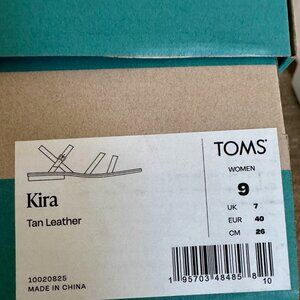 TOMS
WOMEN
9
UK 7
EUR 40
CM 26
Kira
Tan Leather
10020825
MADE IN CHINA
1 95703 48485 8
10